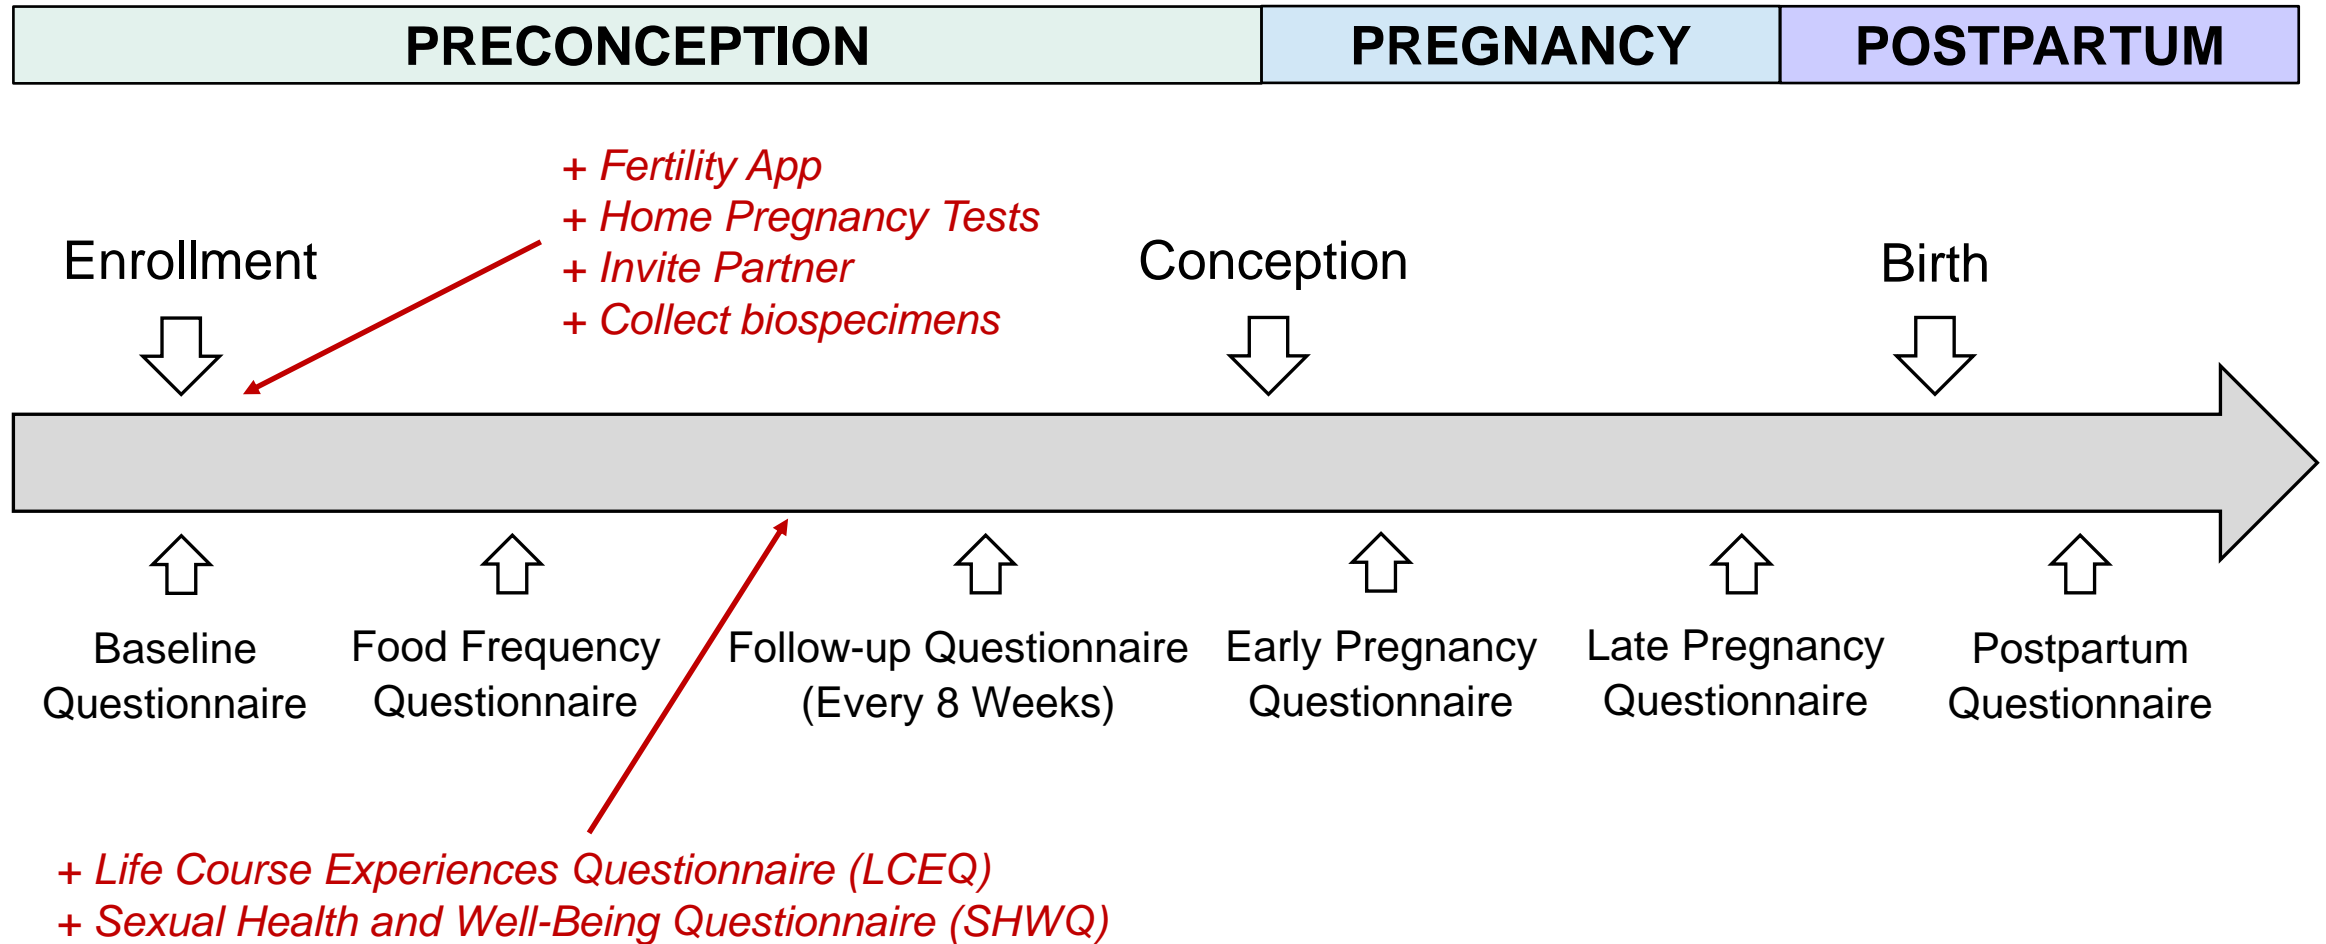 PRECONCEPTION
PREGNANCY
POSTPARTUM
+ Fertility App
+ Home Pregnancy Tests
+ Invite Partner
+ Collect biospecimens
Enrollment
Conception
Birth
Baseline
Questionnaire
Food Frequency
Questionnaire
Follow-up Questionnaire
(Every 8 Weeks)
Early Pregnancy
Questionnaire
Late Pregnancy
Questionnaire
Postpartum
Questionnaire
+ Life Course Experiences Questionnaire (LCEQ)
+ Sexual Health and Well-Being Questionnaire (SHWQ)